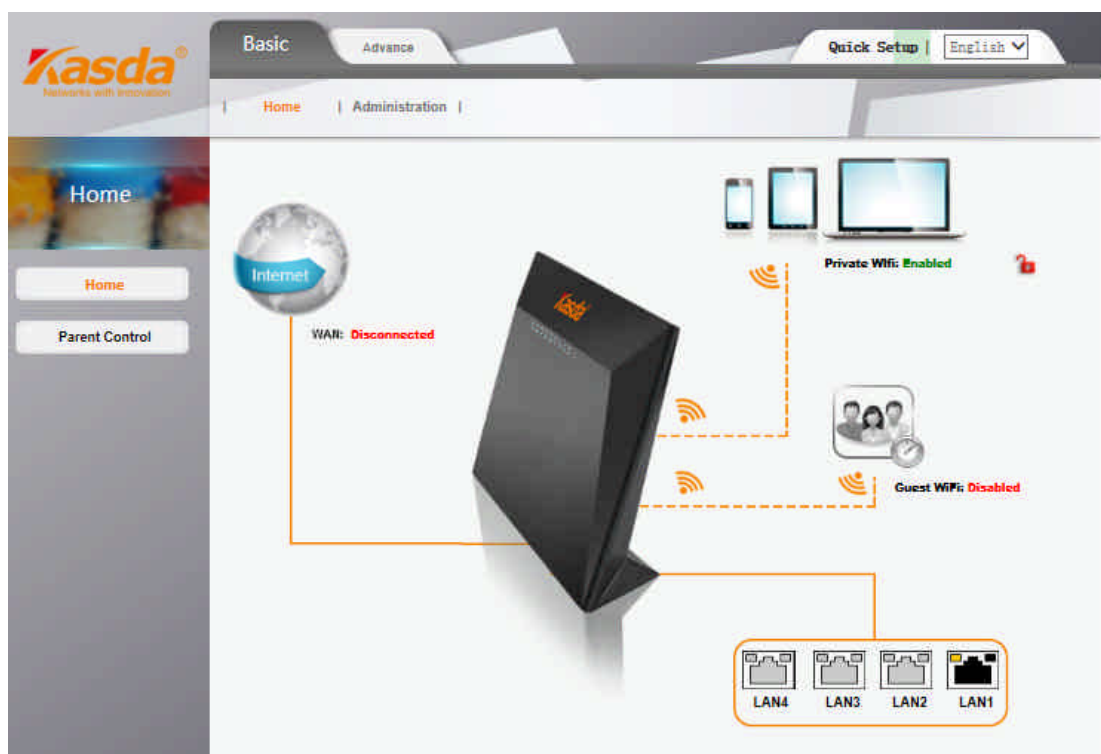 Kasda®
Networks with Innovation
Basic
Advance
Quick Setup |
English
| Home | Administration |
Home
Home
Parent Control
Internet
WAN: Disconnected
Kasda
Private Wifi: Enabled
Guest WiFi: Disabled
LAN4
LAN3
LAN2
LAN1